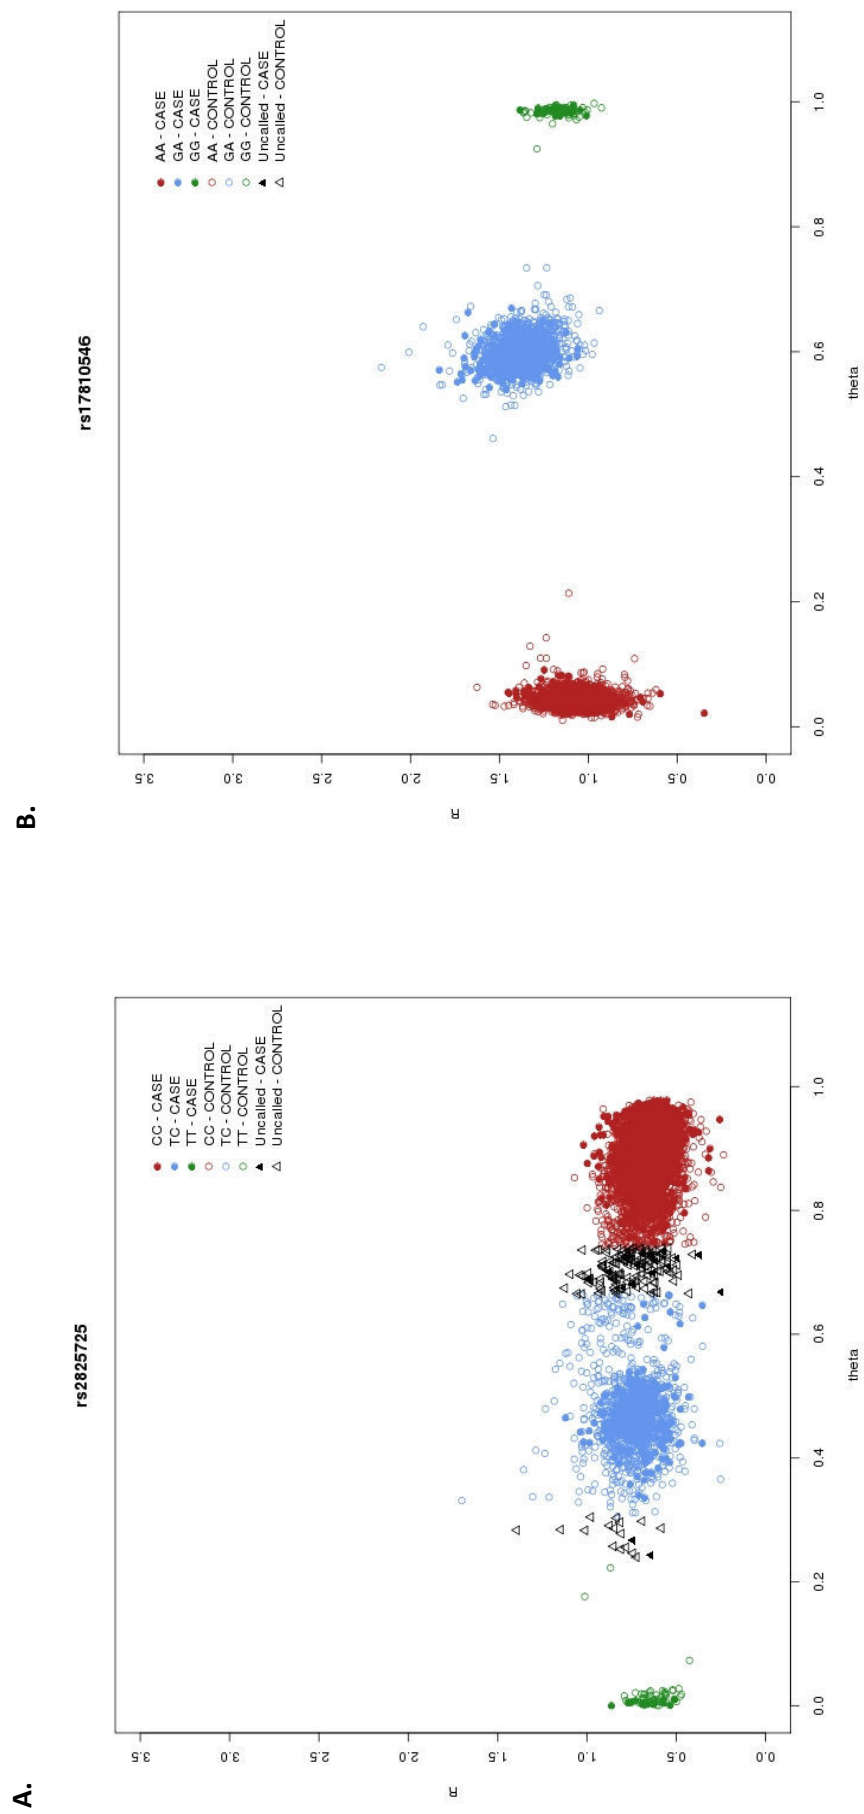 A.
rs2825725
CC - CASE
TC - CASE
TT - CASE
CC - CONTROL
TC - CONTROL
TT - CONTROL
Uncalled - CASE
Uncalled - CONTROL
R
3.5
3.0
2.5
2.0
1.5
1.0
0.5
0.0
0.0
0.2
0.4
0.6
0.8
1.0
theta
B.
rs17810546
AA - CASE
GA - CASE
GG - CASE
AA - CONTROL
GA - CONTROL
GG - CONTROL
Uncalled - CASE
Uncalled - CONTROL
R
3.5
3.0
2.5
2.0
1.5
1.0
0.5
0.0
0.0
0.2
0.4
0.6
0.8
1.0
theta